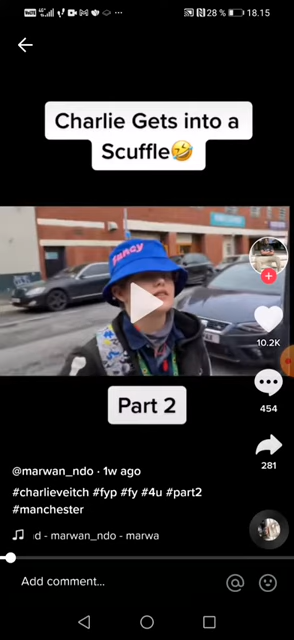 28 % 18.15
Charlie Gets into a
Scuffle🤣
fancy
Part 2
10.2K
454
281
@marwan_ndo · 1w ago
#charlieveitch #fyp #fy #4u #part2
#manchester
d - marwan_ndo - marwa
Add comment...